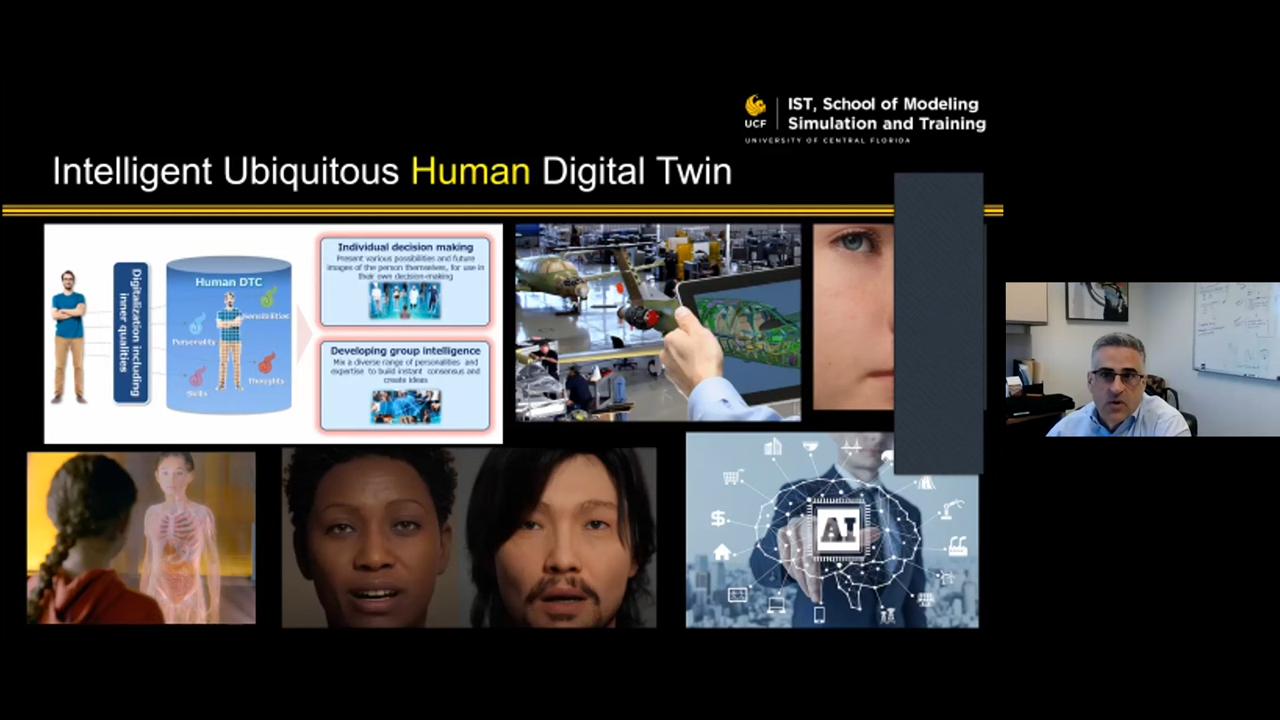 IST, School of Modeling
Simulation and Training
UCF
UNIVERSITY OF CENTRAL FLORIDA
Intelligent Ubiquitous Human Digital Twin
Digitalization including
inner qualities
Human DTC
Sensibilities
Personality
Thoughts
Skills
Individual decision making
Present various possibilities and future
images of the person themselves, for use in
their own decision-making
Developing group intelligence
Mix a diverse range of personalities and
expertise to build instant consensus and
create ideas
AI
$